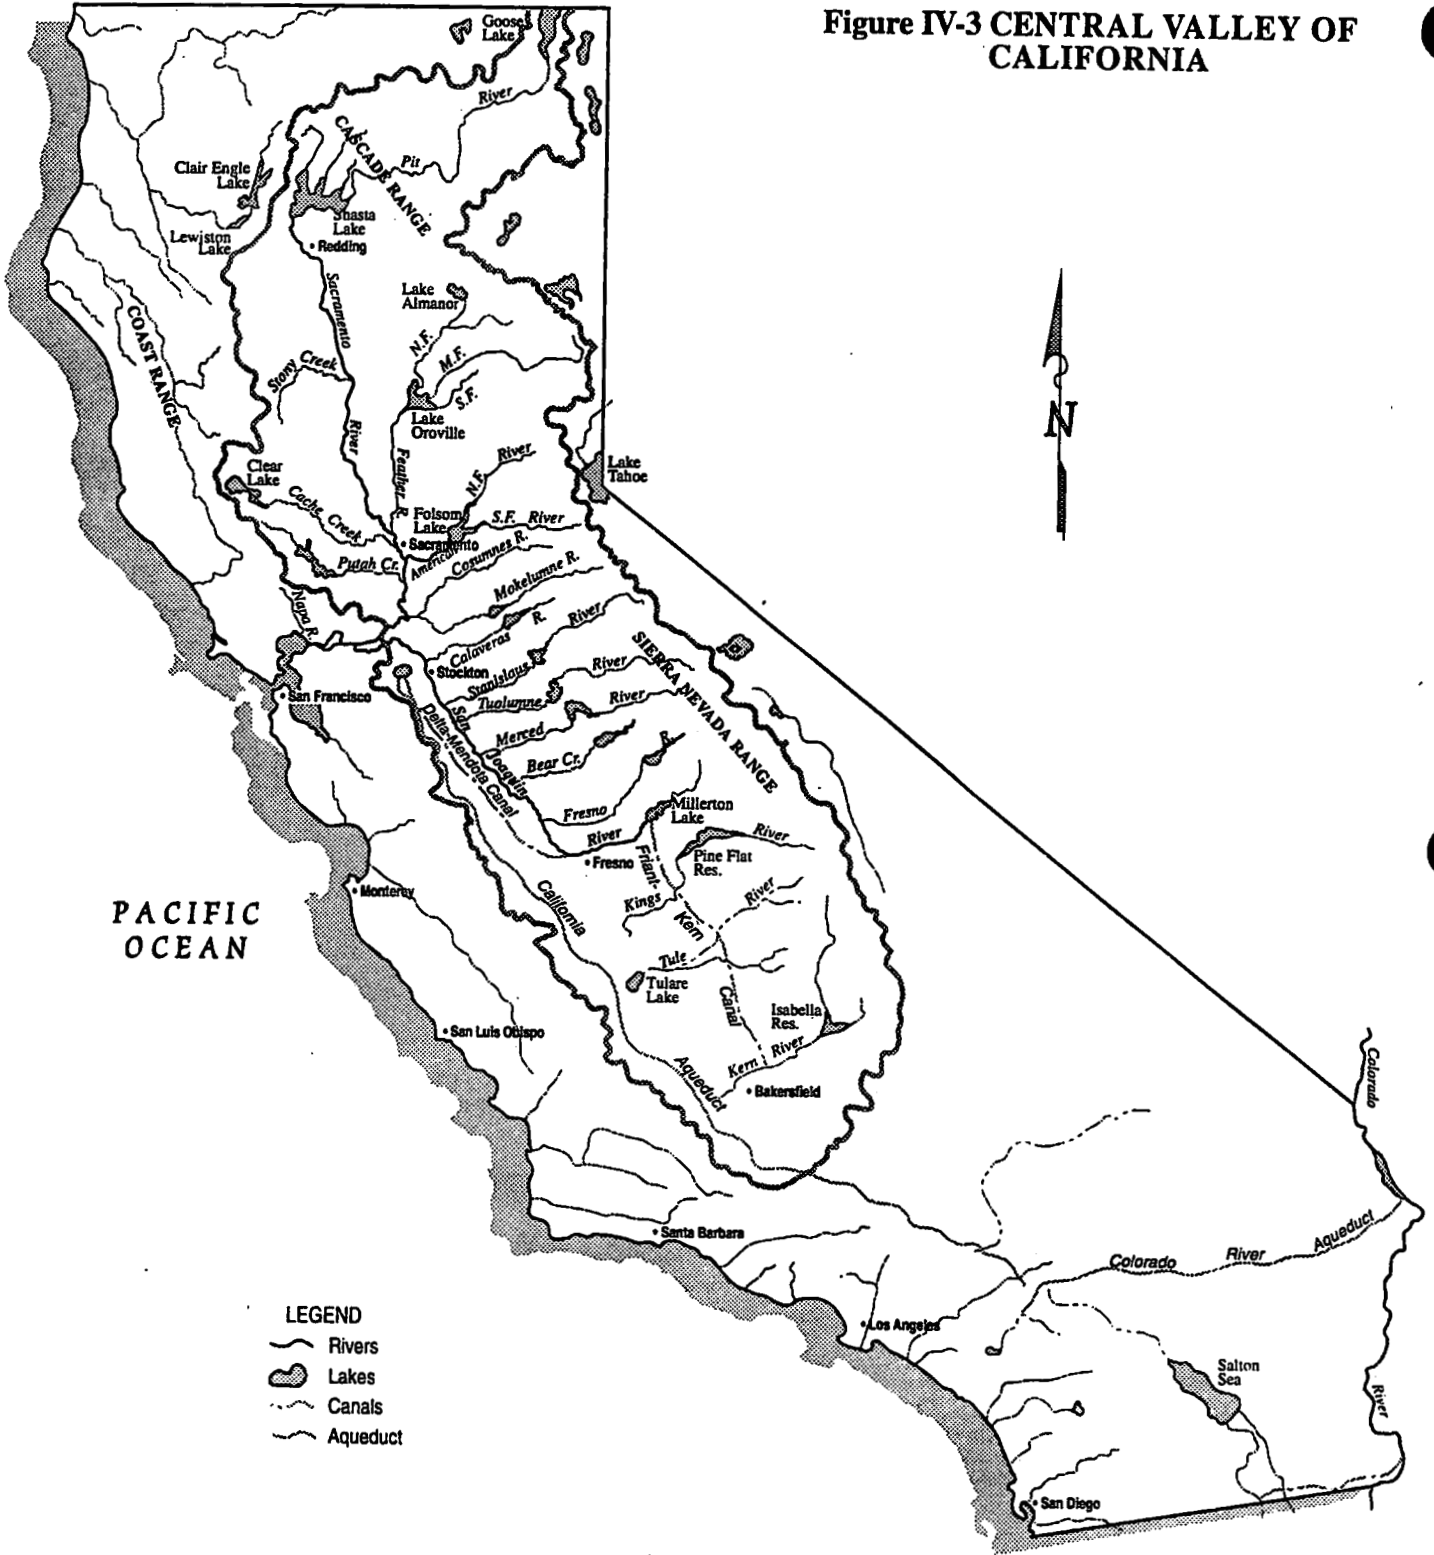 Figure IV-3 CENTRAL VALLEY OF
CALIFORNIA
Goose
Lake
River
CASCADE RANGE
Pit
Clair Engle
Lake
Shasta
Lake
Lewiston
Lake
Redding
Sacramento
River
Lake
Almanor
COAST RANGE
N.F.
M.F.
S.F.
Stony Creek
Lake
Oroville
Feather R.
N.F.
River
Lake
Tahoe
Clear
Lake
Cache Creek
Folsom
Lake
S.F. River
Sacramento
American
Cosumnes R.
Putah Cr.
Mokelumne R.
Napa R.
Calaveras R.
Stockton
Stanislaus River
SIERRA NEVADA RANGE
San Francisco
Tuolumne River
San Joaquin
River
Delta-Mendota Canal
Merced River
Bear Cr.
Fresno R.
Millerton
Lake
Fresno
Friant-
Kern
Canal
Pine Flat
Res.
Kings
River
Monterey
California
Aqueduct
River
PACIFIC
OCEAN
Tule
Tulare
Lake
Isabella
Res.
San Luis Obispo
Kern River
Bakersfield
Colorado
River
Santa Barbara
Colorado River Aqueduct
Los Angeles
Salton
Sea
San Diego
N
LEGEND
Rivers
Lakes
Canals
Aqueduct